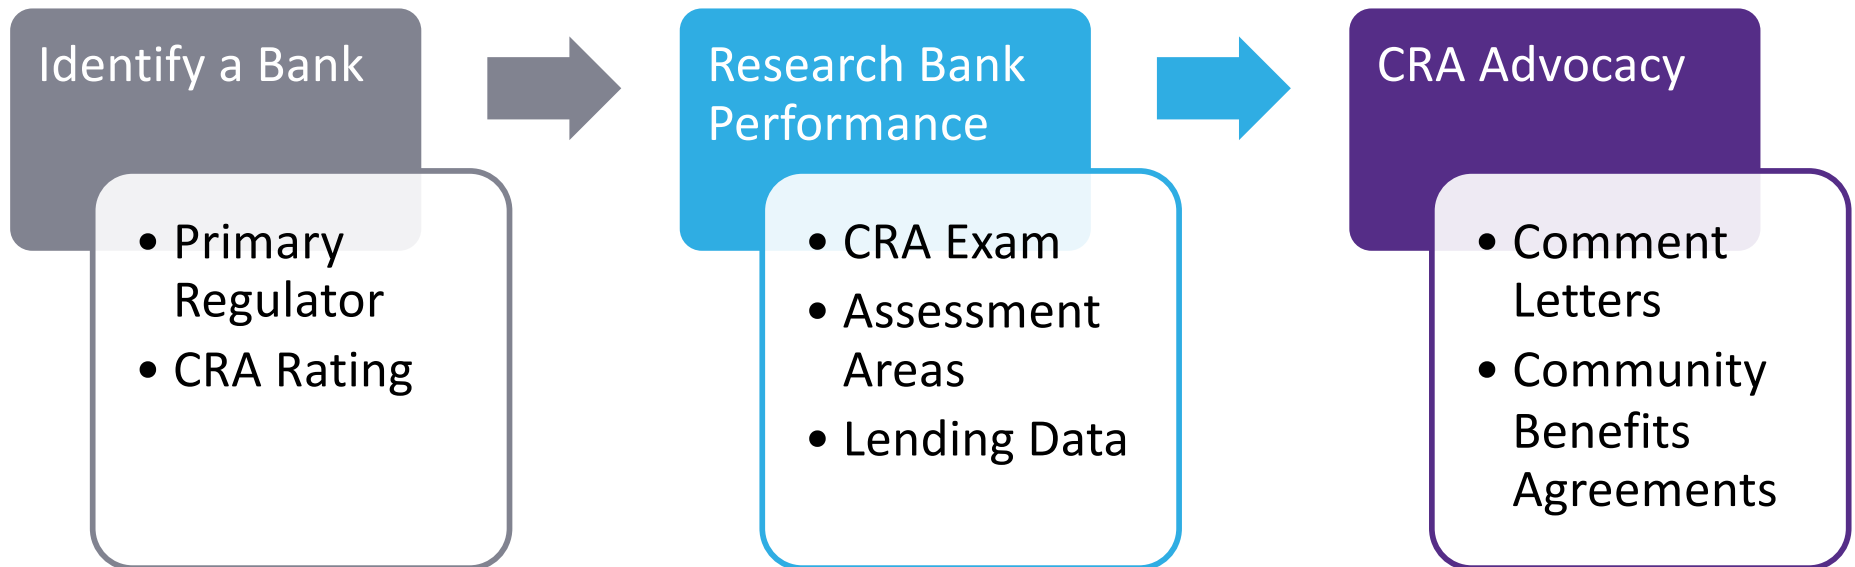 Identify a Bank
• Primary
Regulator
• CRA Rating
Research Bank
Performance
• CRA Exam
• Assessment
Areas
• Lending Data
CRA Advocacy
• Comment
Letters
• Community
Benefits
Agreements